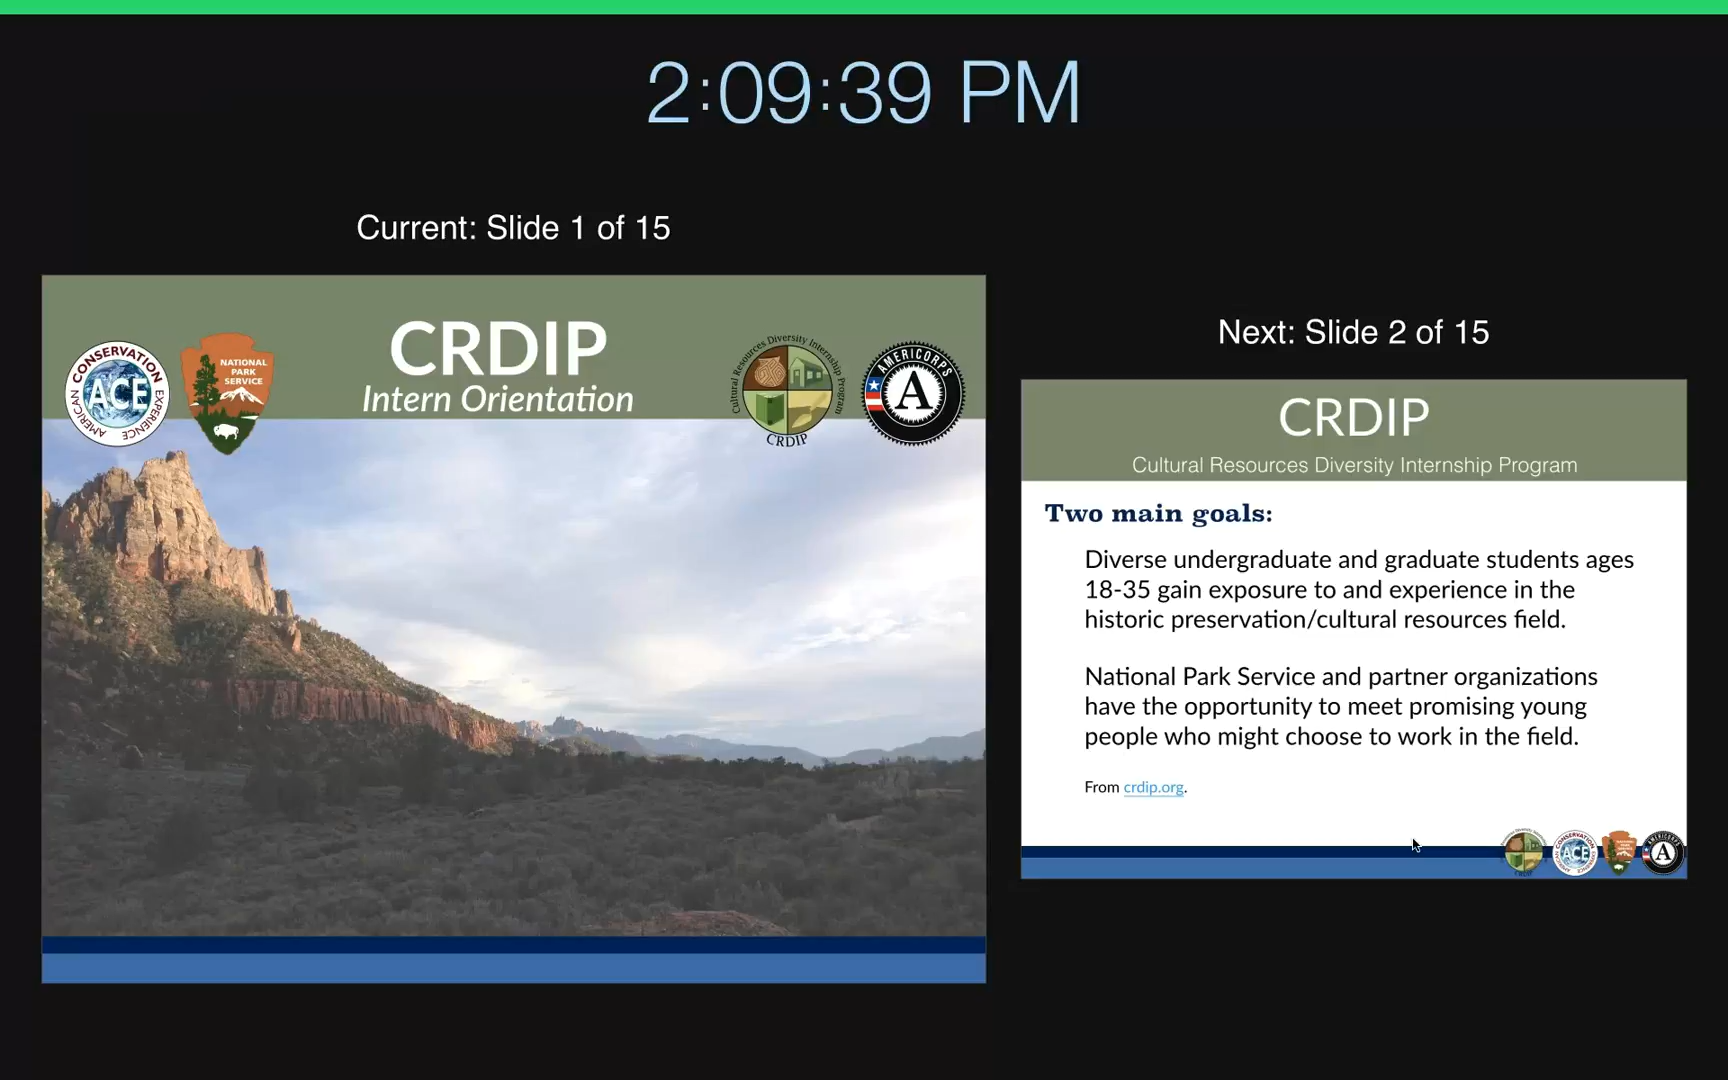 2:09:39 PM
Current: Slide 1 of 15
CRDIP
Intern Orientation
AMERICAN CONSERVATION EXPERIENCE
ACE
NATIONAL
PARK
SERVICE
Cultural Resources Diversity Internship Program
CRDIP
AMERICORPS
A
Next: Slide 2 of 15
CRDIP
Cultural Resources Diversity Internship Program
Two main goals:
Diverse undergraduate and graduate students ages
18-35 gain exposure to and experience in the
historic preservation/cultural resources field.
National Park Service and partner organizations
have the opportunity to meet promising young
people who might choose to work in the field.
From crdip.org.
CRDIP
ACE
A